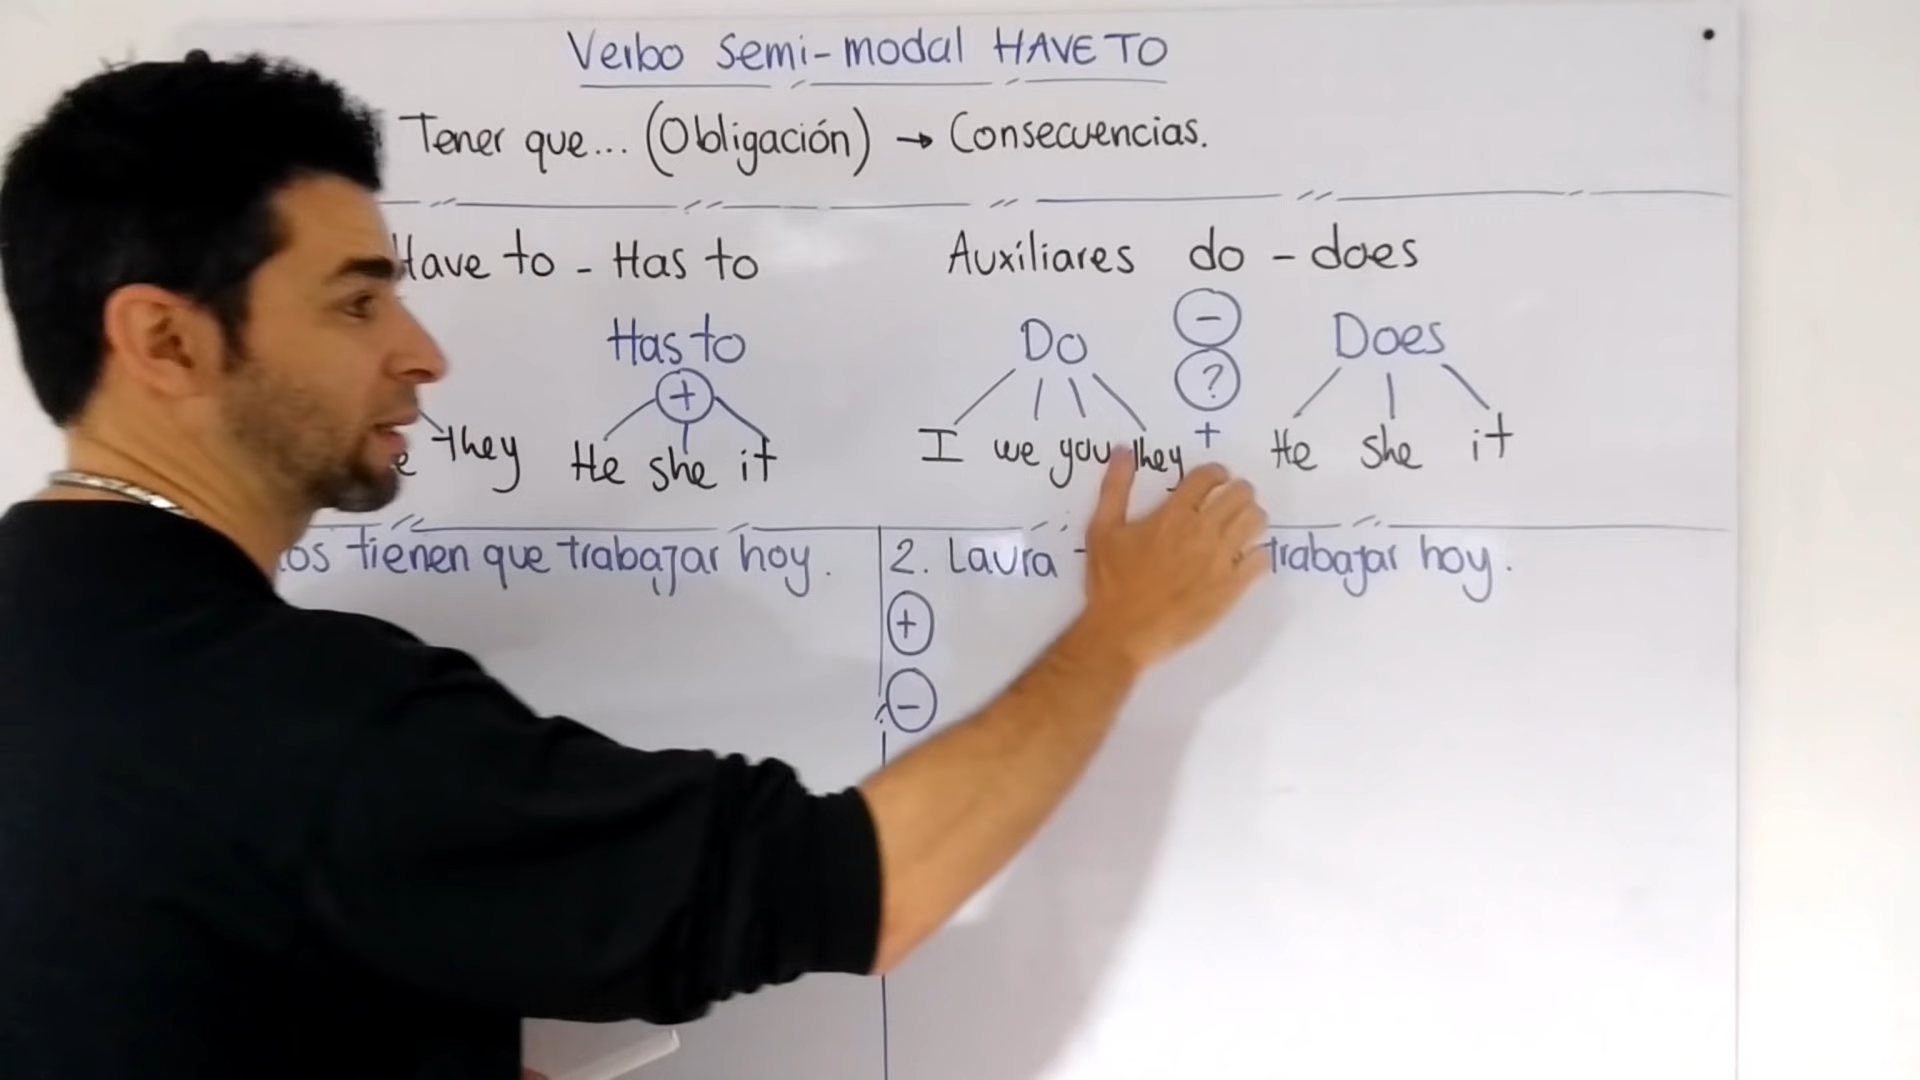 Verbo semi-modal HAVE TO
Tener que... (Obligación) → Consecuencias.
Have to - Has to
Auxiliares do - does
Has to
+
they He she it
Do
-
?
+
Does
I we you they
He she it
tienen que trabajar hoy.
2. Laura trabajar hoy.
+
-